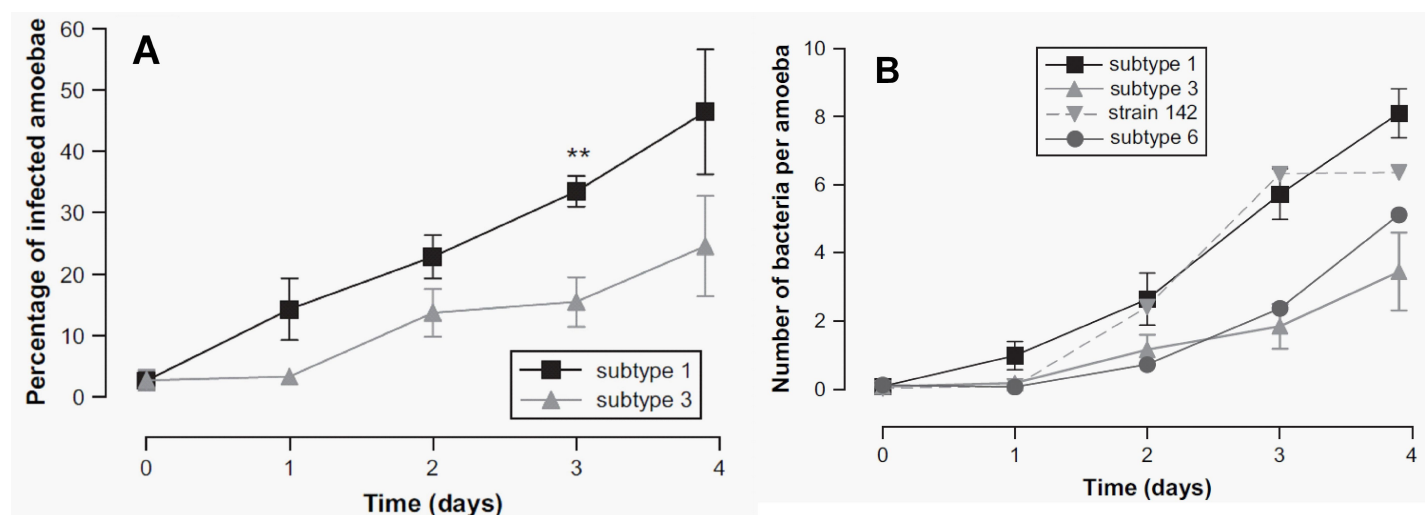 A
Percentage of infected amoebae
60
50
40
30
20
10
0
**
subtype 1
subtype 3
0 1 2 3 4
Time (days)
B
Number of bacteria per amoeba
10
8
6
4
2
0
subtype 1
subtype 3
strain 142
subtype 6
0 1 2 3 4
Time (days)